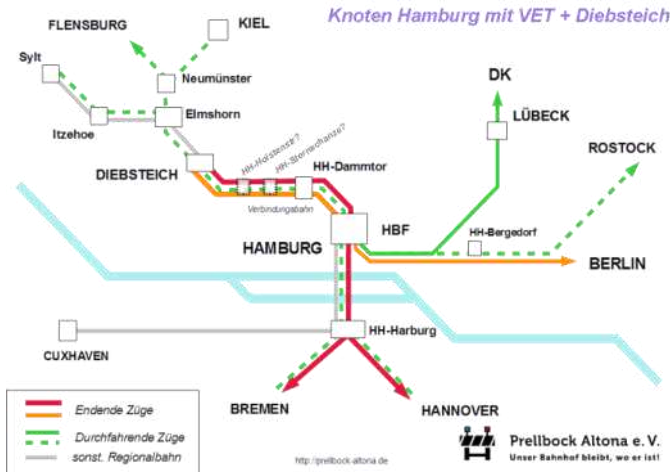 Knoten Hamburg mit VET + Diebsteich
FLENSBURG
KIEL
Sylt
Neumünster
DK
LÜBECK
Itzehoe
Elmshorn
ROSTOCK
DIEBSTEICH
HH-Holstenstr?
HH-Sternschanze?
HH-Dammtor
Verbindungsbahn
HBF
HH-Bergedorf
HAMBURG
BERLIN
HH-Harburg
CUXHAVEN
BREMEN
HANNOVER
Endende Züge
Durchfahrende Züge
sonst. Regionalbahn
http://prellbock-altona.de
Prellbock Altona e. V.
Unser Bahnhof bleibt, wo er ist!